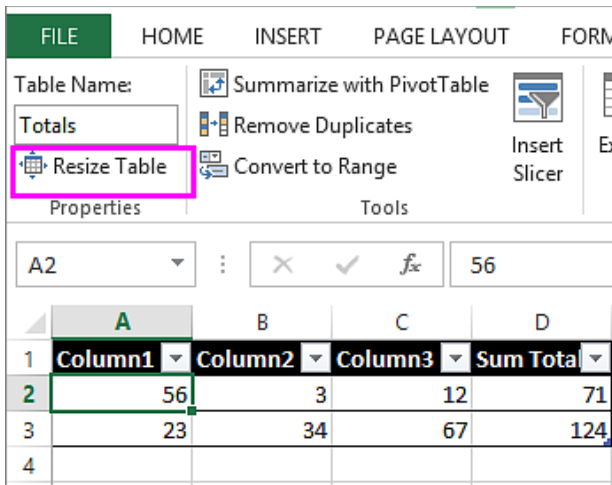 FILE HOME INSERT PAGE LAYOUT
Table Name: Summarize with PivotTable
Totals Remove Duplicates
Resize Table Convert to Range
Insert
Slicer
Properties Tools
A2 fx 56
A B C D
1 Column1 Column2 Column3 Sum Total
2 56 3 12 71
3 23 34 67 124
4